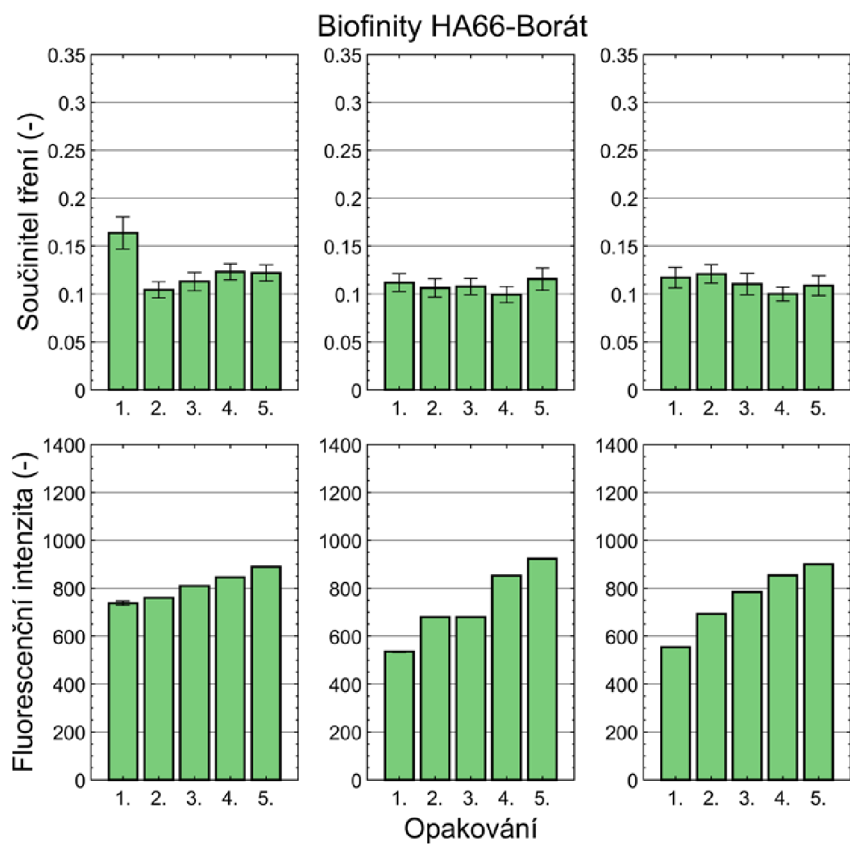 Biofinity HA66-Borát
Součinitel tření (-)
0.35 0.35 0.35
0.3 0.3 0.3
0.25 0.25 0.25
0.2 0.2 0.2
0.15 0.15 0.15
0.1 0.1 0.1
0.05 0.05 0.05
0 0 0
1. 2. 3. 4. 5. 1. 2. 3. 4. 5. 1. 2. 3. 4. 5.
Fluorescenční intenzita (-)
1400 1400 1400
1200 1200 1200
1000 1000 1000
800 800 800
600 600 600
400 400 400
200 200 200
0 0 0
1. 2. 3. 4. 5. 1. 2. 3. 4. 5. 1. 2. 3. 4. 5.
Opakování